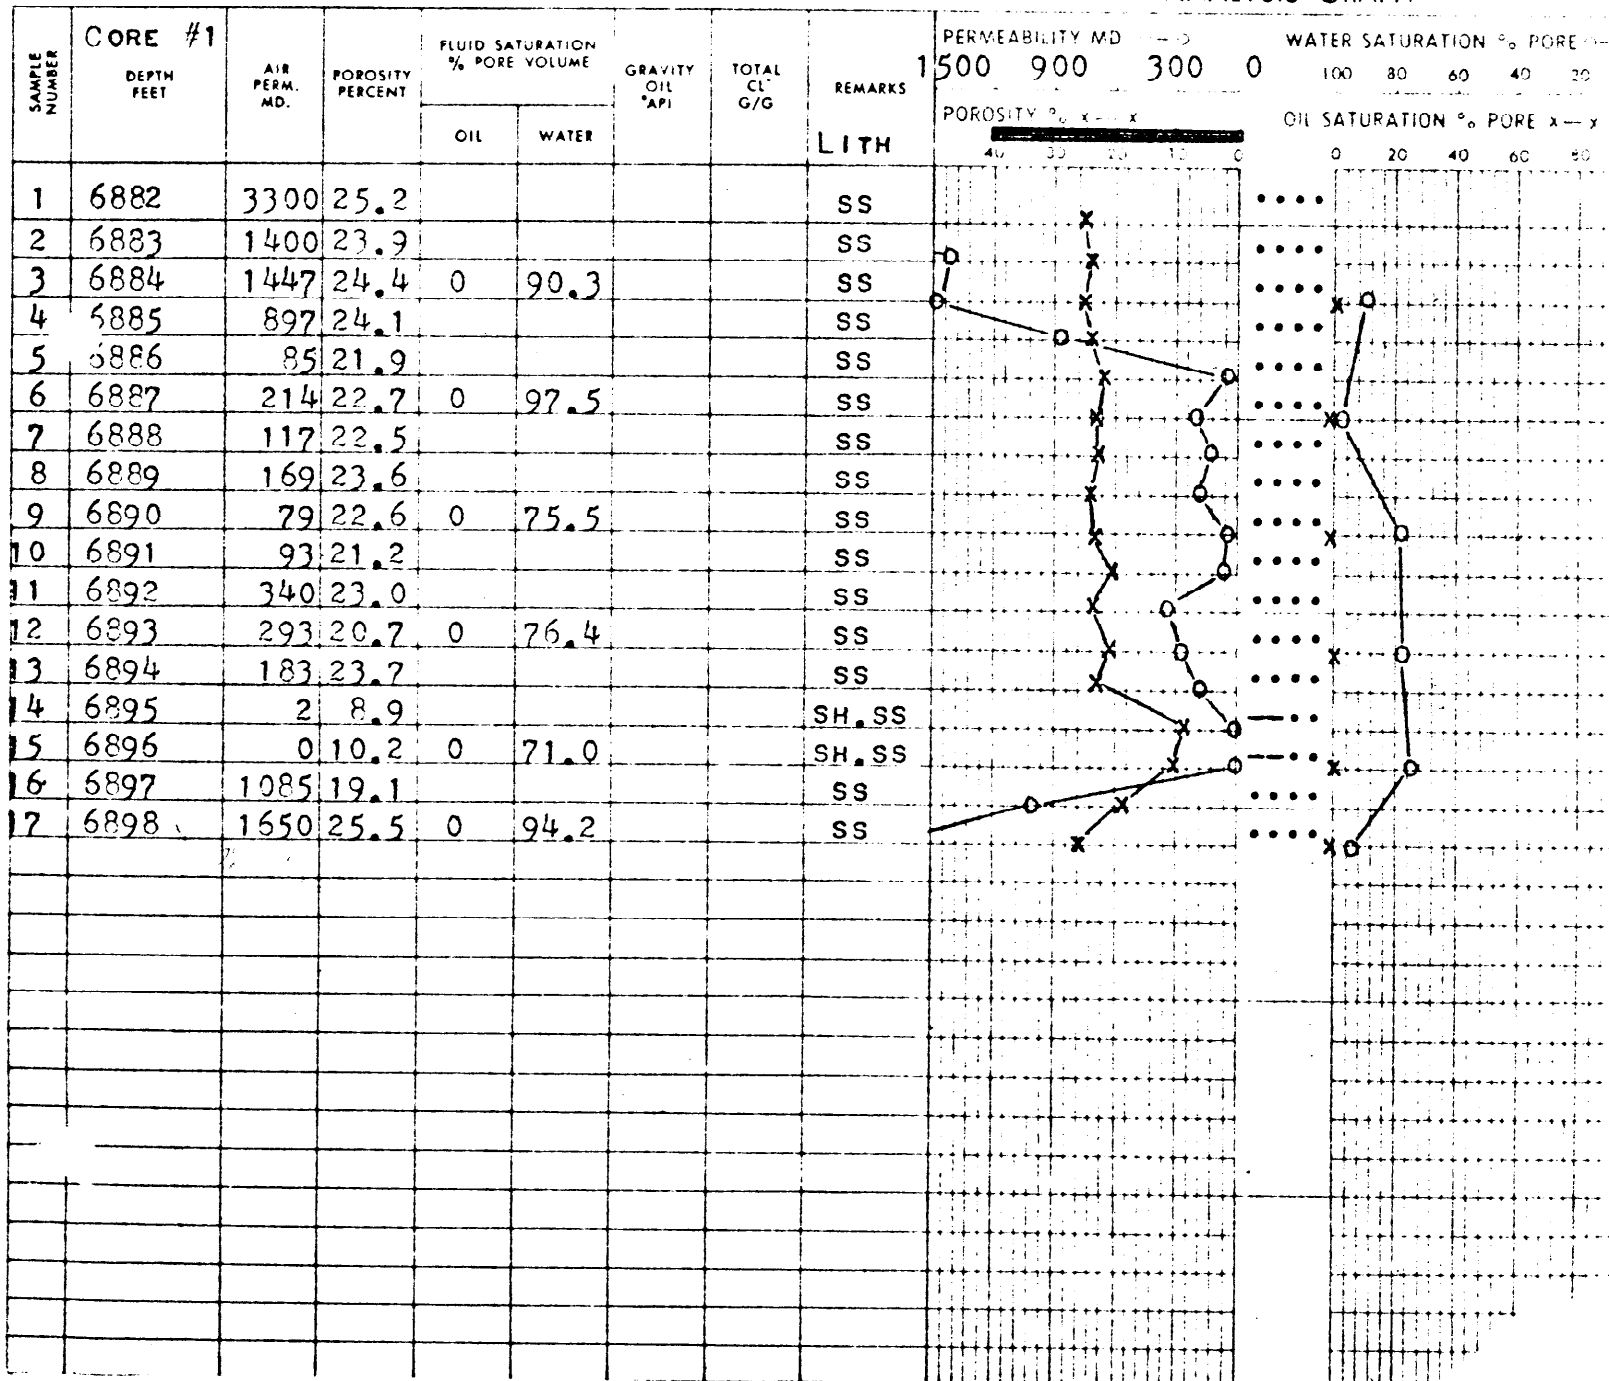 CORE #1
SAMPLE NUMBER
DEPTH FEET
AIR PERM. MD.
POROSITY PERCENT
FLUID SATURATION % PORE VOLUME
OIL
WATER
GRAVITY OIL °API
TOTAL CL⁻ G/G
REMARKS
LITH
PERMEABILITY MD
1500 900 300 0
POROSITY % x--x
40 30 20 10 0
WATER SATURATION % PORE
100 80 60 40 20
OIL SATURATION % PORE x--x
0 20 40 60 80
1 6882 3300 25.2 SS
2 6883 1400 23.9 SS
3 6884 1447 24.4 0 90.3 SS
4 6885 897 24.1 SS
5 6886 85 21.9 SS
6 6887 214 22.7 0 97.5 SS
7 6888 117 22.5 SS
8 6889 169 23.6 SS
9 6890 79 22.6 0 75.5 SS
10 6891 93 21.2 SS
11 6892 340 23.0 SS
12 6893 293 20.7 0 76.4 SS
13 6894 183 23.7 SS
14 6895 2 8.9 SH.SS
15 6896 0 10.2 0 71.0 SH.SS
16 6897 1085 19.1 SS
17 6898 1650 25.5 0 94.2 SS